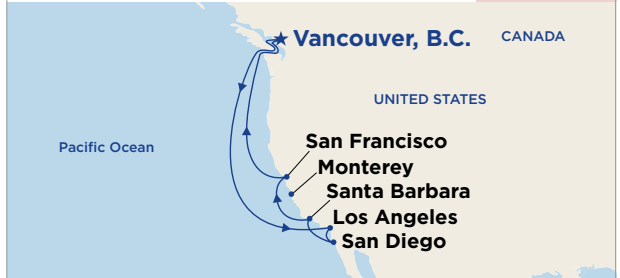 Vancouver, B.C.
CANADA
UNITED STATES
Pacific Ocean
San Francisco
Monterey
Santa Barbara
Los Angeles
San Diego